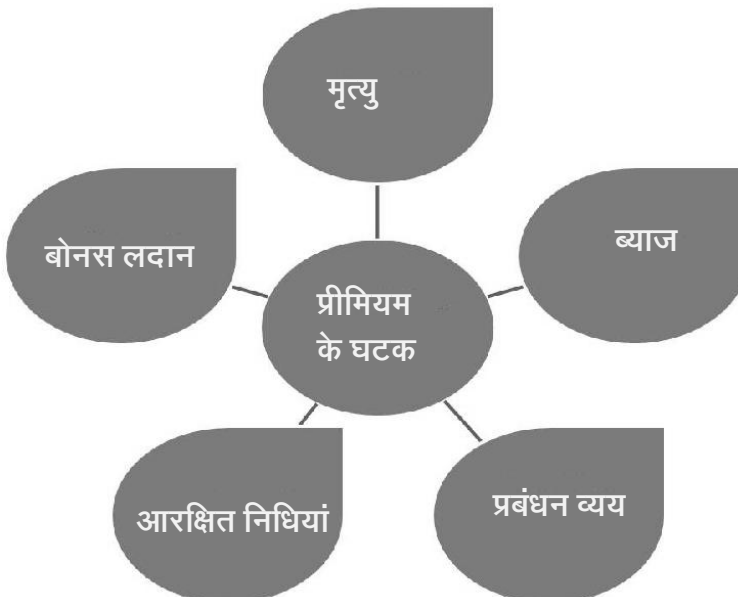 मृत्यु
बोनस लदान
ब्याज
प्रीमियम
के घटक
आरक्षित निधियां
प्रबंधन व्यय